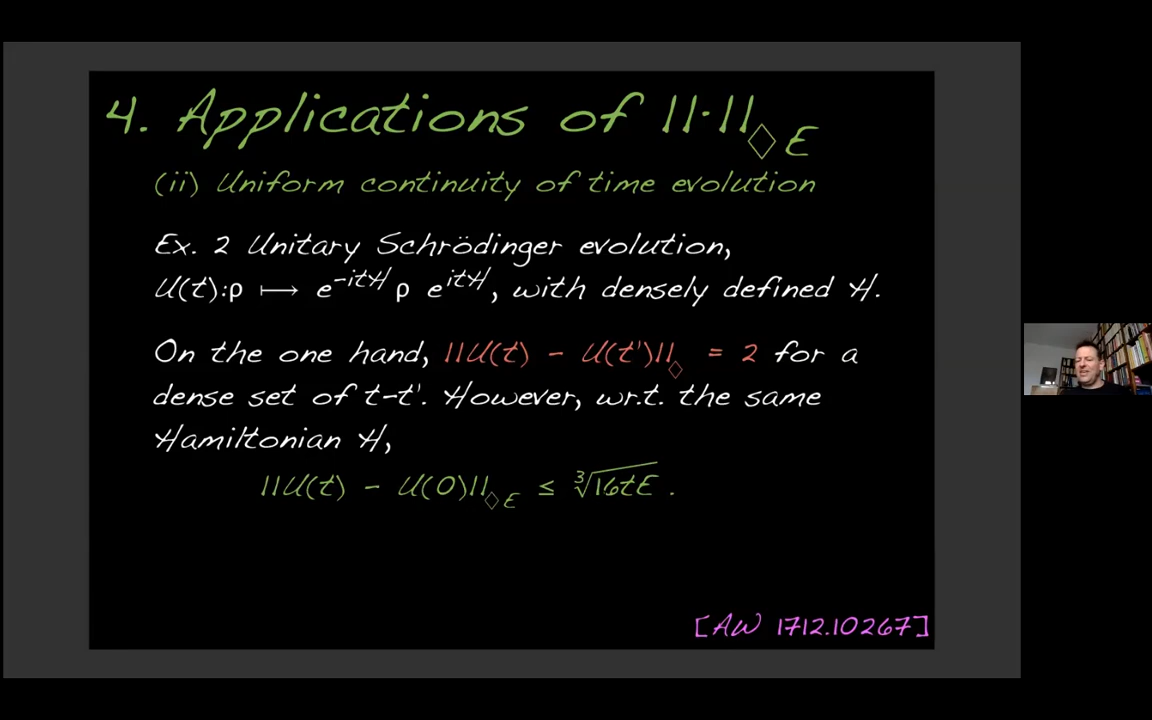 4. Applications of ||·||◇E
(ii) Uniform continuity of time evolution
Ex. 2 Unitary Schrödinger evolution,
U(t):ρ ⟼ e^{-itH} ρ e^{itH}, with densely defined H.
On the one hand, ||U(t) - U(t')||◇ = 2 for a
dense set of t-t'. However, w.r.t. the same
Hamiltonian H,
||U(t) - U(0)||◇E ≤ ∛16tE .
[AW 1712.10267]